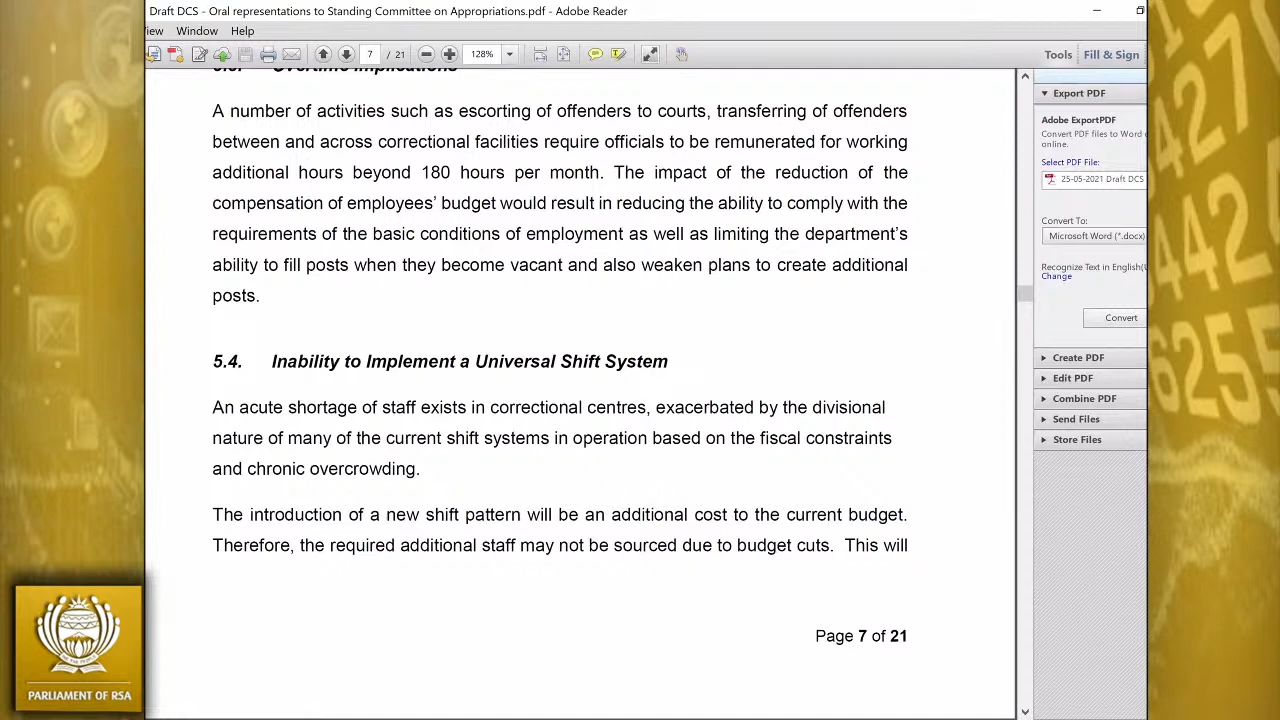 Draft DCS - Oral representations to Standing Committee on Appropriations.pdf - Adobe Reader
View Window Help
7 / 21 128%
Tools Fill & Sign
Overtime Implications
A number of activities such as escorting of offenders to courts, transferring of offenders
between and across correctional facilities require officials to be remunerated for working
additional hours beyond 180 hours per month. The impact of the reduction of the
compensation of employees’ budget would result in reducing the ability to comply with the
requirements of the basic conditions of employment as well as limiting the department’s
ability to fill posts when they become vacant and also weaken plans to create additional
posts.
5.4. Inability to Implement a Universal Shift System
An acute shortage of staff exists in correctional centres, exacerbated by the divisional
nature of many of the current shift systems in operation based on the fiscal constraints
and chronic overcrowding.
The introduction of a new shift pattern will be an additional cost to the current budget.
Therefore, the required additional staff may not be sourced due to budget cuts. This will
Page 7 of 21
Export PDF
Adobe ExportPDF
Convert PDF files to Word
online.
Select PDF File:
25-05-2021 Draft DCS
Convert To:
Microsoft Word (*.docx)
Recognize Text in English(
Change
Convert
Create PDF
Edit PDF
Combine PDF
Send Files
Store Files
PARLIAMENT OF RSA